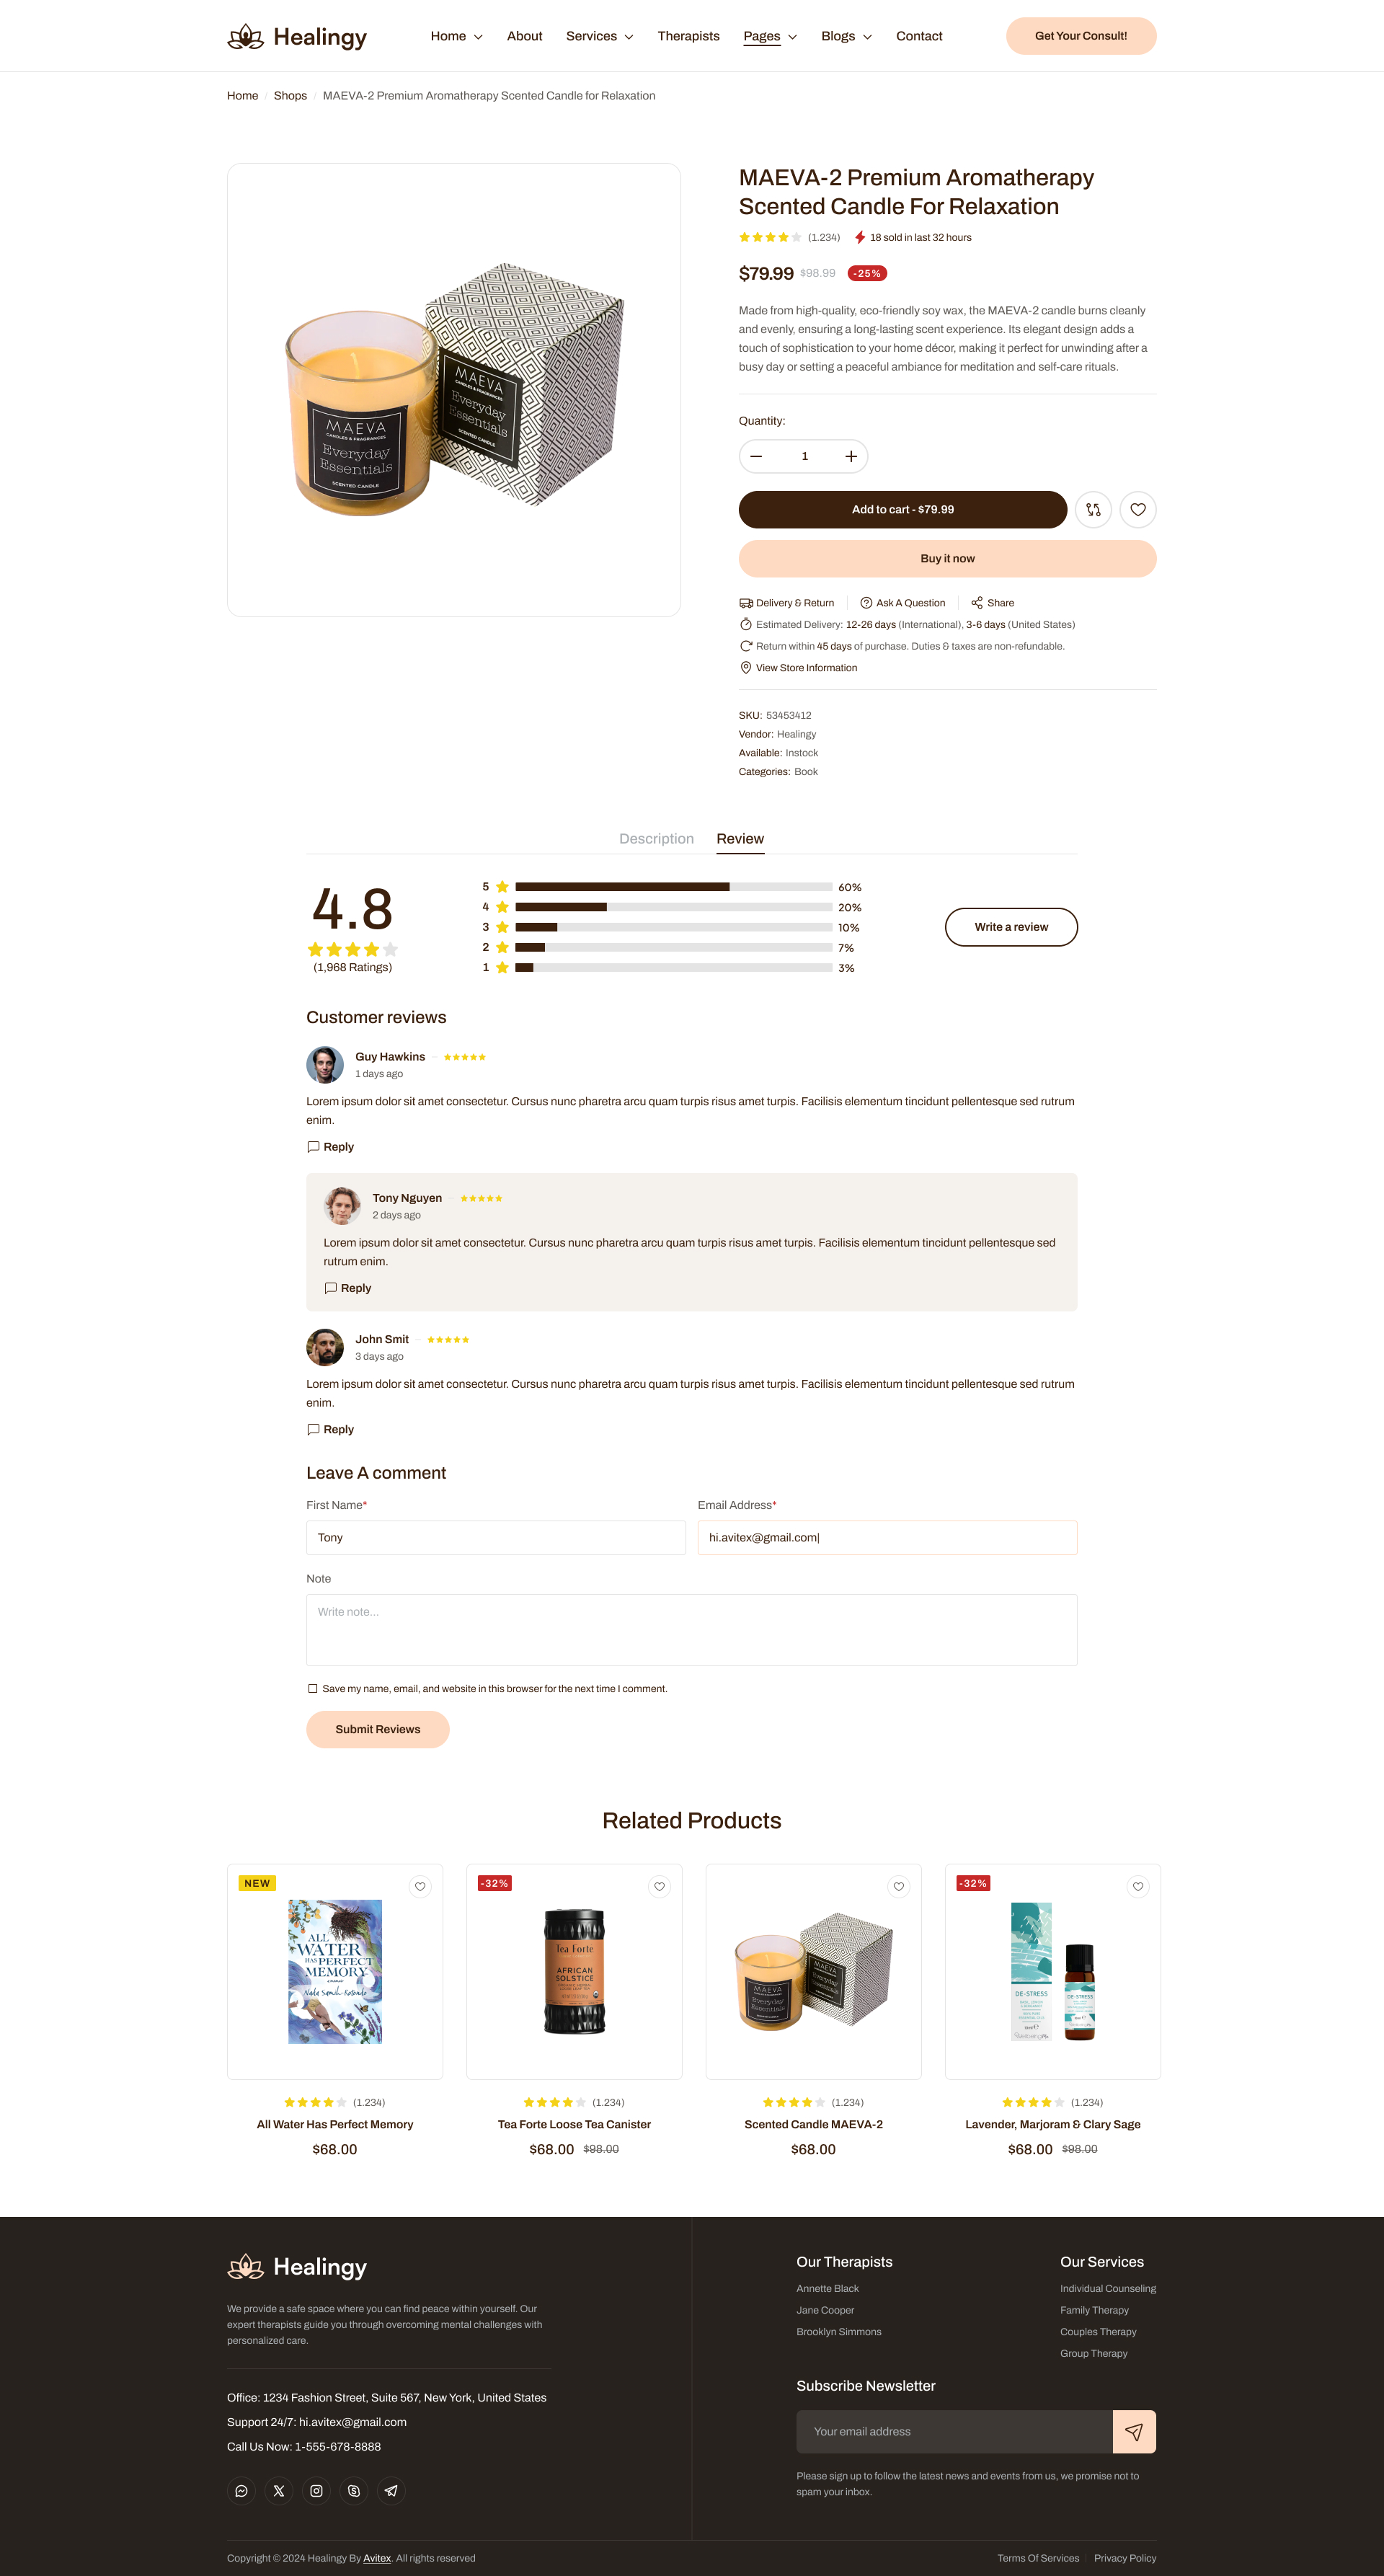 Healingy
Home
About
Services
Therapists
Pages
Blogs
Contact
Get Your Consult!
Home / Shops / MAEVA-2 Premium Aromatherapy Scented Candle for Relaxation
MAEVA
CANDLES & FRAGRANCES
Everyday
Essentials
SCENTED CANDLE
MAEVA
CANDLES & FRAGRANCES
Everyday
Essentials
SCENTED CANDLE
MAEVA-2 Premium Aromatherapy
Scented Candle For Relaxation
(1.234)
18 sold in last 32 hours
$79.99 $98.99 -25%
Made from high-quality, eco-friendly soy wax, the MAEVA-2 candle burns cleanly
and evenly, ensuring a long-lasting scent experience. Its elegant design adds a
touch of sophistication to your home décor, making it perfect for unwinding after a
busy day or setting a peaceful ambiance for meditation and self-care rituals.
Quantity:
1
Add to cart - $79.99
Buy it now
Delivery & Return
Ask A Question
Share
Estimated Delivery: 12-26 days (International), 3-6 days (United States)
Return within 45 days of purchase. Duties & taxes are non-refundable.
View Store Information
SKU: 53453412
Vendor: Healingy
Available: Instock
Categories: Book
Description
Review
4.8
(1,968 Ratings)
5 60%
4 20%
3 10%
2 7%
1 3%
Write a review
Customer reviews
Guy Hawkins
1 days ago
Lorem ipsum dolor sit amet consectetur. Cursus nunc pharetra arcu quam turpis risus amet turpis. Facilisis elementum tincidunt pellentesque sed rutrum
enim.
Reply
Tony Nguyen
2 days ago
Lorem ipsum dolor sit amet consectetur. Cursus nunc pharetra arcu quam turpis risus amet turpis. Facilisis elementum tincidunt pellentesque sed
rutrum enim.
Reply
John Smit
3 days ago
Lorem ipsum dolor sit amet consectetur. Cursus nunc pharetra arcu quam turpis risus amet turpis. Facilisis elementum tincidunt pellentesque sed rutrum
enim.
Reply
Leave A comment
First Name*
Tony
Email Address*
hi.avitex@gmail.com
Note
Write note...
Save my name, email, and website in this browser for the next time I comment.
Submit Reviews
Related Products
NEW
ALL
WATER
HAS PERFECT
MEMORY
(1.234)
All Water Has Perfect Memory
$68.00
-32%
Tea Forte
AFRICAN
SOLSTICE
(1.234)
Tea Forte Loose Tea Canister
$68.00 $98.00
MAEVA
Everyday
Essentials
MAEVA
Everyday
Essentials
(1.234)
Scented Candle MAEVA-2
$68.00
-32%
DE-STRESS
DE-STRESS
(1.234)
Lavender, Marjoram & Clary Sage
$68.00 $98.00
Healingy
We provide a safe space where you can find peace within yourself. Our
expert therapists guide you through overcoming mental challenges with
personalized care.
Office: 1234 Fashion Street, Suite 567, New York, United States
Support 24/7: hi.avitex@gmail.com
Call Us Now: 1-555-678-8888
Our Therapists
Annette Black
Jane Cooper
Brooklyn Simmons
Our Services
Individual Counseling
Family Therapy
Couples Therapy
Group Therapy
Subscribe Newsletter
Your email address
Please sign up to follow the latest news and events from us, we promise not to
spam your inbox.
Copyright © 2024 Healingy By Avitex. All rights reserved
Terms Of Services
Privacy Policy